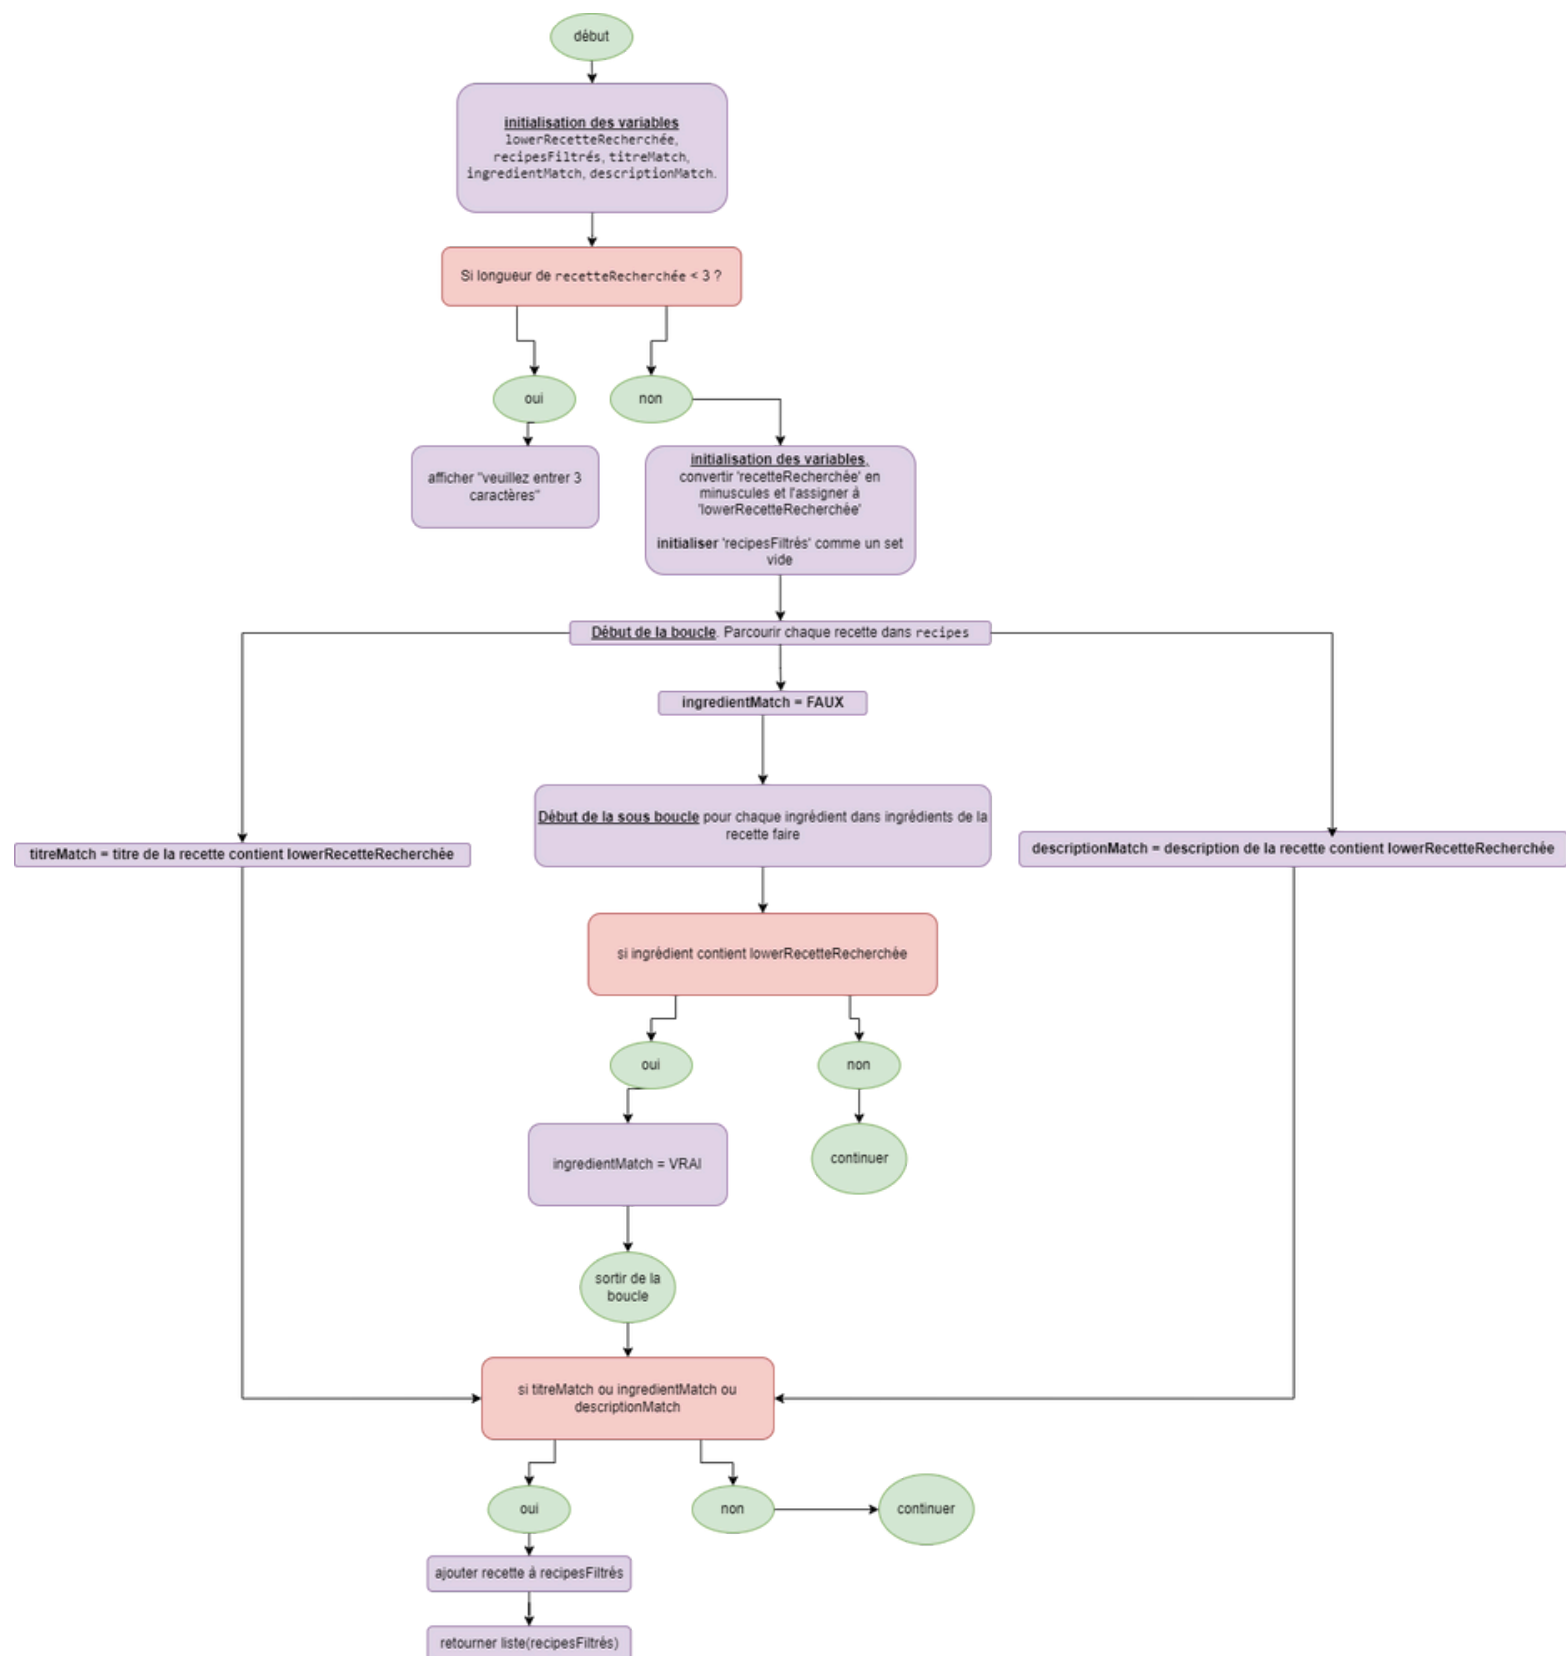 début
initialisation des variables
lowerRecetteRecherchée,
recipesFiltrés, titreMatch,
ingredientMatch, descriptionMatch.
Si longueur de recetteRecherchée < 3 ?
oui
non
afficher "veuillez entrer 3
caractères"
initialisation des variables,
convertir 'recetteRecherchée' en
minuscules et l'assigner à
'lowerRecetteRecherchée'
initialiser 'recipesFiltrés' comme un set
vide
Début de la boucle. Parcourir chaque recette dans recipes
ingredientMatch = FAUX
Début de la sous boucle pour chaque ingrédient dans ingrédients de la
recette faire
titreMatch = titre de la recette contient lowerRecetteRecherchée
descriptionMatch = description de la recette contient lowerRecetteRecherchée
si ingrédient contient lowerRecetteRecherchée
oui
non
ingredientMatch = VRAI
continuer
sortir de la
boucle
si titreMatch ou ingredientMatch ou
descriptionMatch
oui
non
continuer
ajouter recette à recipesFiltrés
retourner liste(recipesFiltrés)